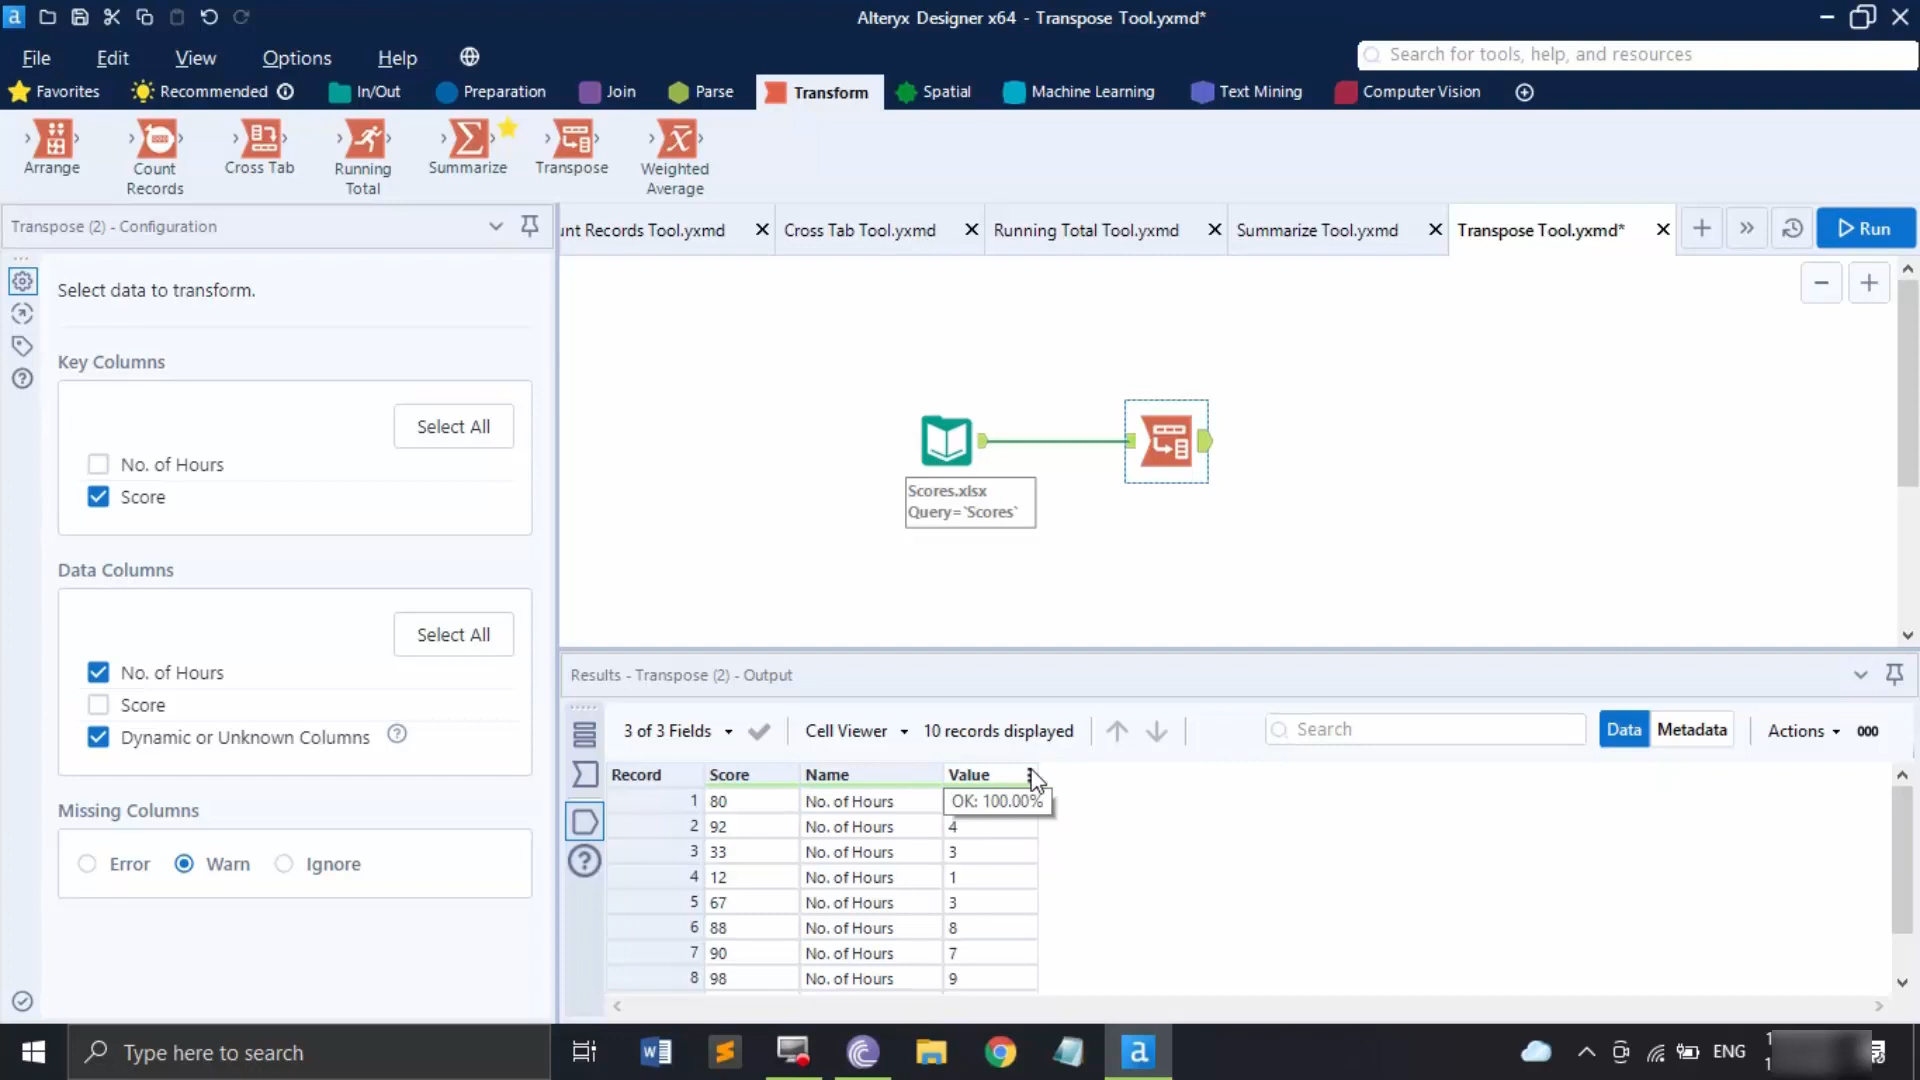 Alteryx Designer x64 - Transpose Tool.yxmd*
File Edit View Options Help
Search for tools, help, and resources
Favorites Recommended In/Out Preparation Join Parse Transform Spatial Machine Learning Text Mining Computer Vision
Arrange Count Records Cross Tab Running Total Summarize Transpose Weighted Average
Transpose (2) - Configuration
unt Records Tool.yxmd Cross Tab Tool.yxmd Running Total Tool.yxmd Summarize Tool.yxmd Transpose Tool.yxmd* Run
Select data to transform.
Key Columns
Select All
No. of Hours
Score
Data Columns
Select All
No. of Hours
Score
Dynamic or Unknown Columns
Missing Columns
Error Warn Ignore
Scores.xlsx
Query=`Scores`
Results - Transpose (2) - Output
3 of 3 Fields Cell Viewer 10 records displayed Search Data Metadata Actions 000
Record Score Name Value
1 80 No. of Hours
OK: 100.00%
2 92 No. of Hours 4
3 33 No. of Hours 3
4 12 No. of Hours 1
5 67 No. of Hours 3
6 88 No. of Hours 8
7 90 No. of Hours 7
8 98 No. of Hours 9
Type here to search
ENG